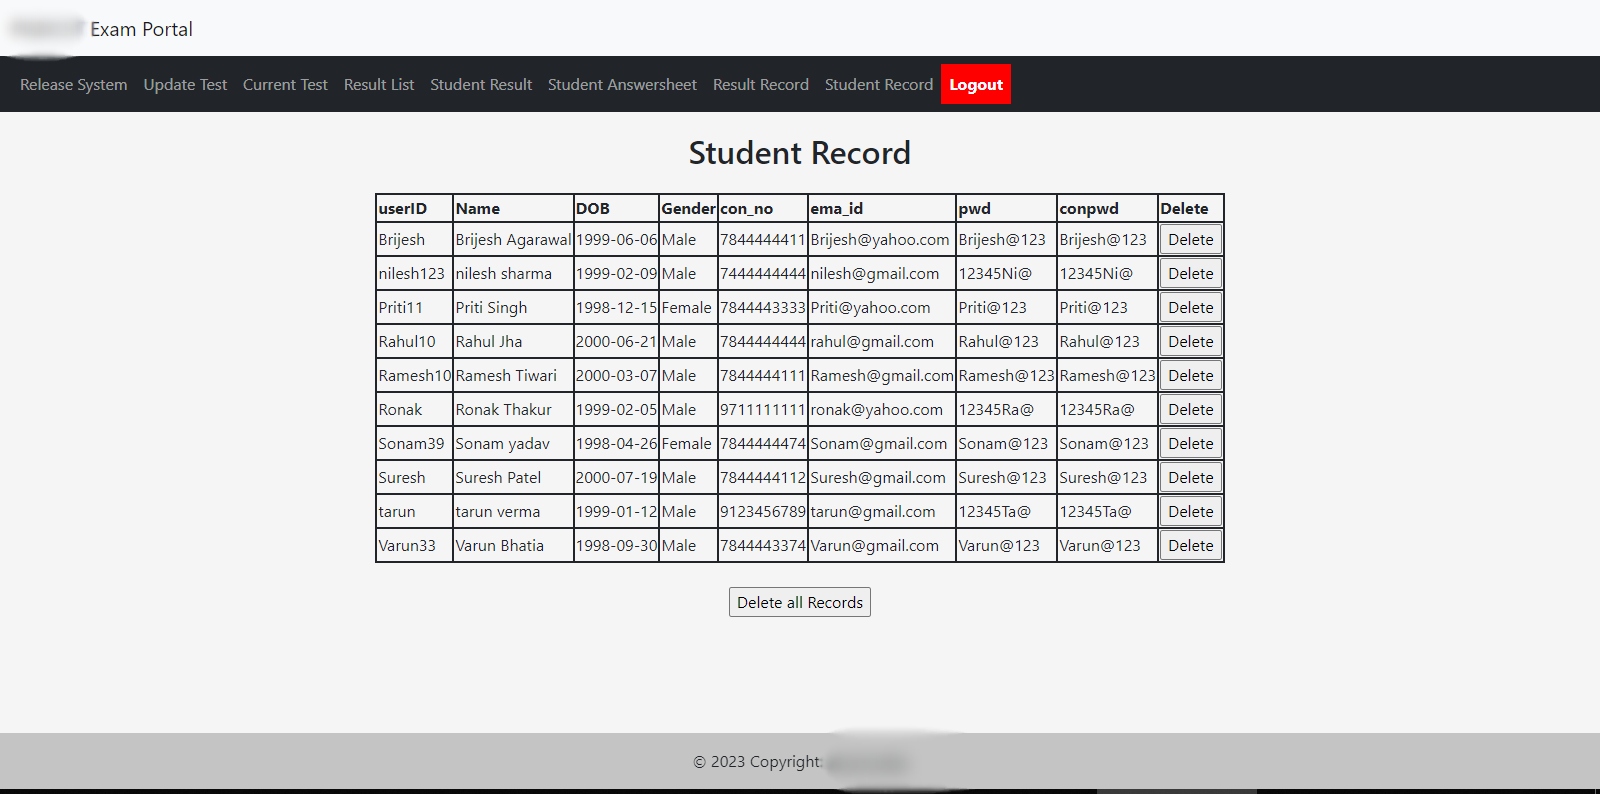 Exam Portal
Release System Update Test Current Test Result List Student Result Student Answersheet Result Record Student Record Logout
Student Record
userID Name DOB Gender con_no ema_id pwd conpwd Delete
Brijesh Brijesh Agarawal 1999-06-06 Male 7844444411 Brijesh@yahoo.com Brijesh@123 Brijesh@123 Delete
nilesh123 nilesh sharma 1999-02-09 Male 7444444444 nilesh@gmail.com 12345Ni@ 12345Ni@ Delete
Priti11 Priti Singh 1998-12-15 Female 7844443333 Priti@yahoo.com Priti@123 Priti@123 Delete
Rahul10 Rahul Jha 2000-06-21 Male 7844444444 rahul@gmail.com Rahul@123 Rahul@123 Delete
Ramesh10 Ramesh Tiwari 2000-03-07 Male 7844444111 Ramesh@gmail.com Ramesh@123 Ramesh@123 Delete
Ronak Ronak Thakur 1999-02-05 Male 9711111111 ronak@yahoo.com 12345Ra@ 12345Ra@ Delete
Sonam39 Sonam yadav 1998-04-26 Female 7844444474 Sonam@gmail.com Sonam@123 Sonam@123 Delete
Suresh Suresh Patel 2000-07-19 Male 7844444112 Suresh@gmail.com Suresh@123 Suresh@123 Delete
tarun tarun verma 1999-01-12 Male 9123456789 tarun@gmail.com 12345Ta@ 12345Ta@ Delete
Varun33 Varun Bhatia 1998-09-30 Male 7844443374 Varun@gmail.com Varun@123 Varun@123 Delete
Delete all Records
© 2023 Copyright: